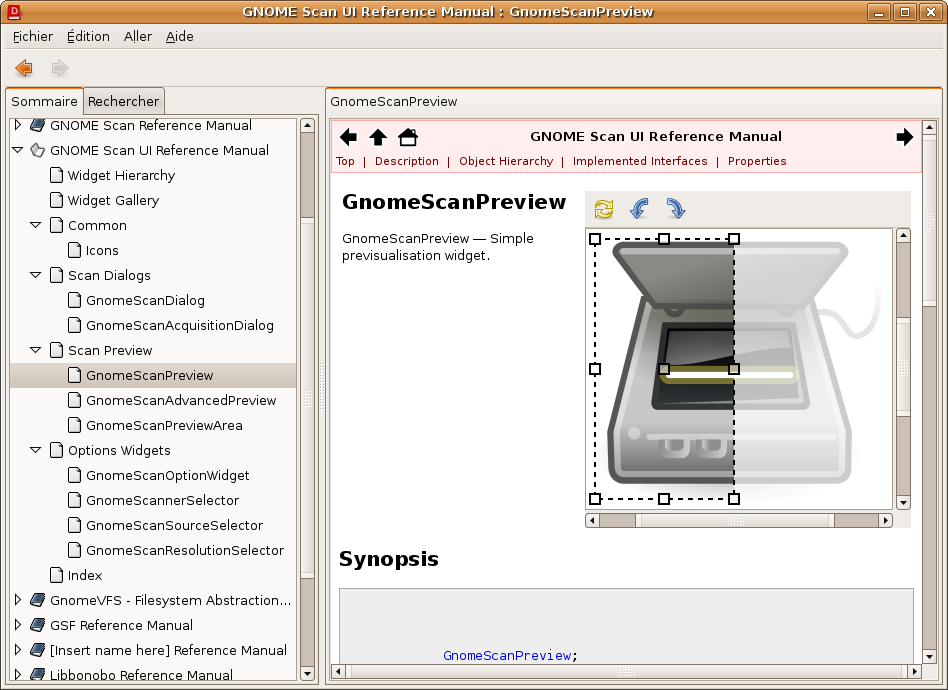 GNOME Scan UI Reference Manual : GnomeScanPreview
Fichier Édition Aller Aide
Sommaire Rechercher
GNOME Scan Reference Manual
GNOME Scan UI Reference Manual
Widget Hierarchy
Widget Gallery
Common
Icons
Scan Dialogs
GnomeScanDialog
GnomeScanAcquisitionDialog
Scan Preview
GnomeScanPreview
GnomeScanAdvancedPreview
GnomeScanPreviewArea
Options Widgets
GnomeScanOptionWidget
GnomeScannerSelector
GnomeScanSourceSelector
GnomeScanResolutionSelector
Index
GnomeVFS - Filesystem Abstraction...
GSF Reference Manual
[Insert name here] Reference Manual
Libbonobo Reference Manual
GnomeScanPreview
GNOME Scan UI Reference Manual
Top | Description | Object Hierarchy | Implemented Interfaces | Properties
GnomeScanPreview
GnomeScanPreview — Simple
previsualisation widget.
Synopsis
GnomeScanPreview;